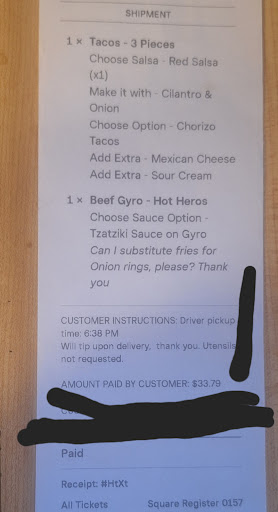 SHIPMENT
1 × Tacos - 3 Pieces
Choose Salsa - Red Salsa
(x1)
Make it with - Cilantro &
Onion
Choose Option - Chorizo
Tacos
Add Extra - Mexican Cheese
Add Extra - Sour Cream
1 × Beef Gyro - Hot Heros
Choose Sauce Option -
Tzatziki Sauce on Gyro
Can I substitute fries for
Onion rings, please? Thank
you
CUSTOMER INSTRUCTIONS: Driver pickup
time: 6:38 PM
Will tip upon delivery, thank you. Utensils
not requested.
AMOUNT PAID BY CUSTOMER: $33.79
Paid
Receipt: #HtXt
All Tickets Square Register 0157